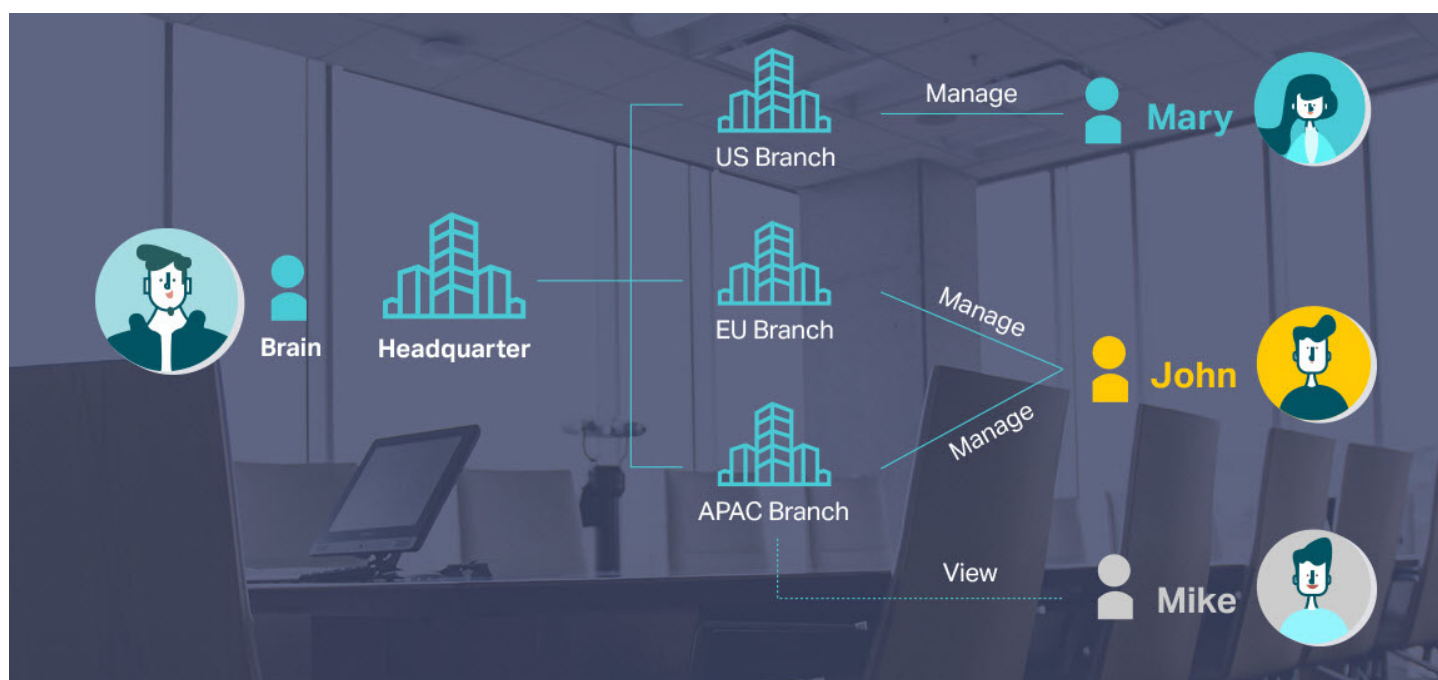 Manage
Mary
US Branch
Brain
Headquarter
EU Branch
Manage
John
Manage
APAC Branch
View
Mike